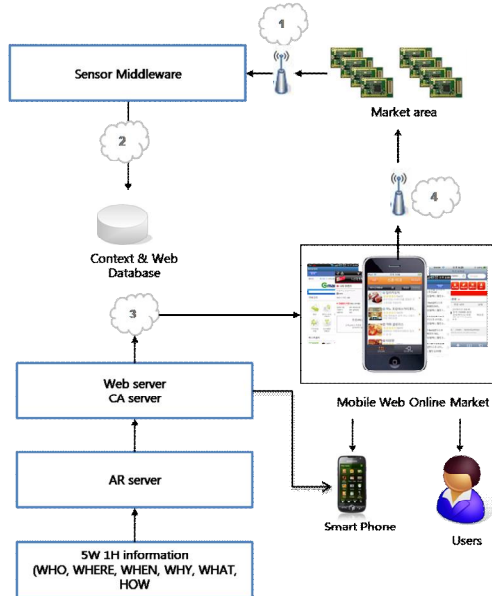 1
Sensor Middleware
Market area
2
4
Context & Web
Database
3
Web server
CA server
Mobile Web Online Market
AR server
Smart Phone
Users
5W 1H information
(WHO, WHERE, WHEN, WHY, WHAT,
HOW